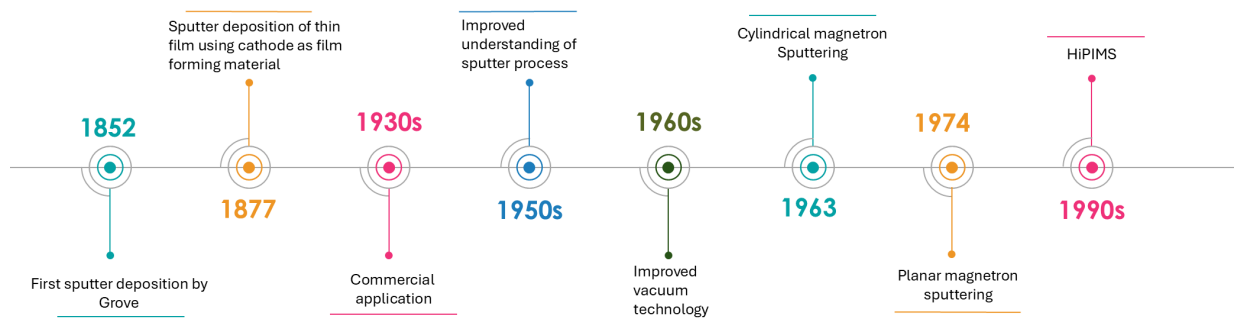 1852
First sputter deposition by
Grove
Sputter deposition of thin
film using cathode as film
forming material
1877
1930s
Commercial
application
Improved
understanding of
sputter process
1950s
1960s
Improved
vacuum
technology
Cylindrical magnetron
Sputtering
1963
1974
Planar magnetron
sputtering
HiPIMS
1990s